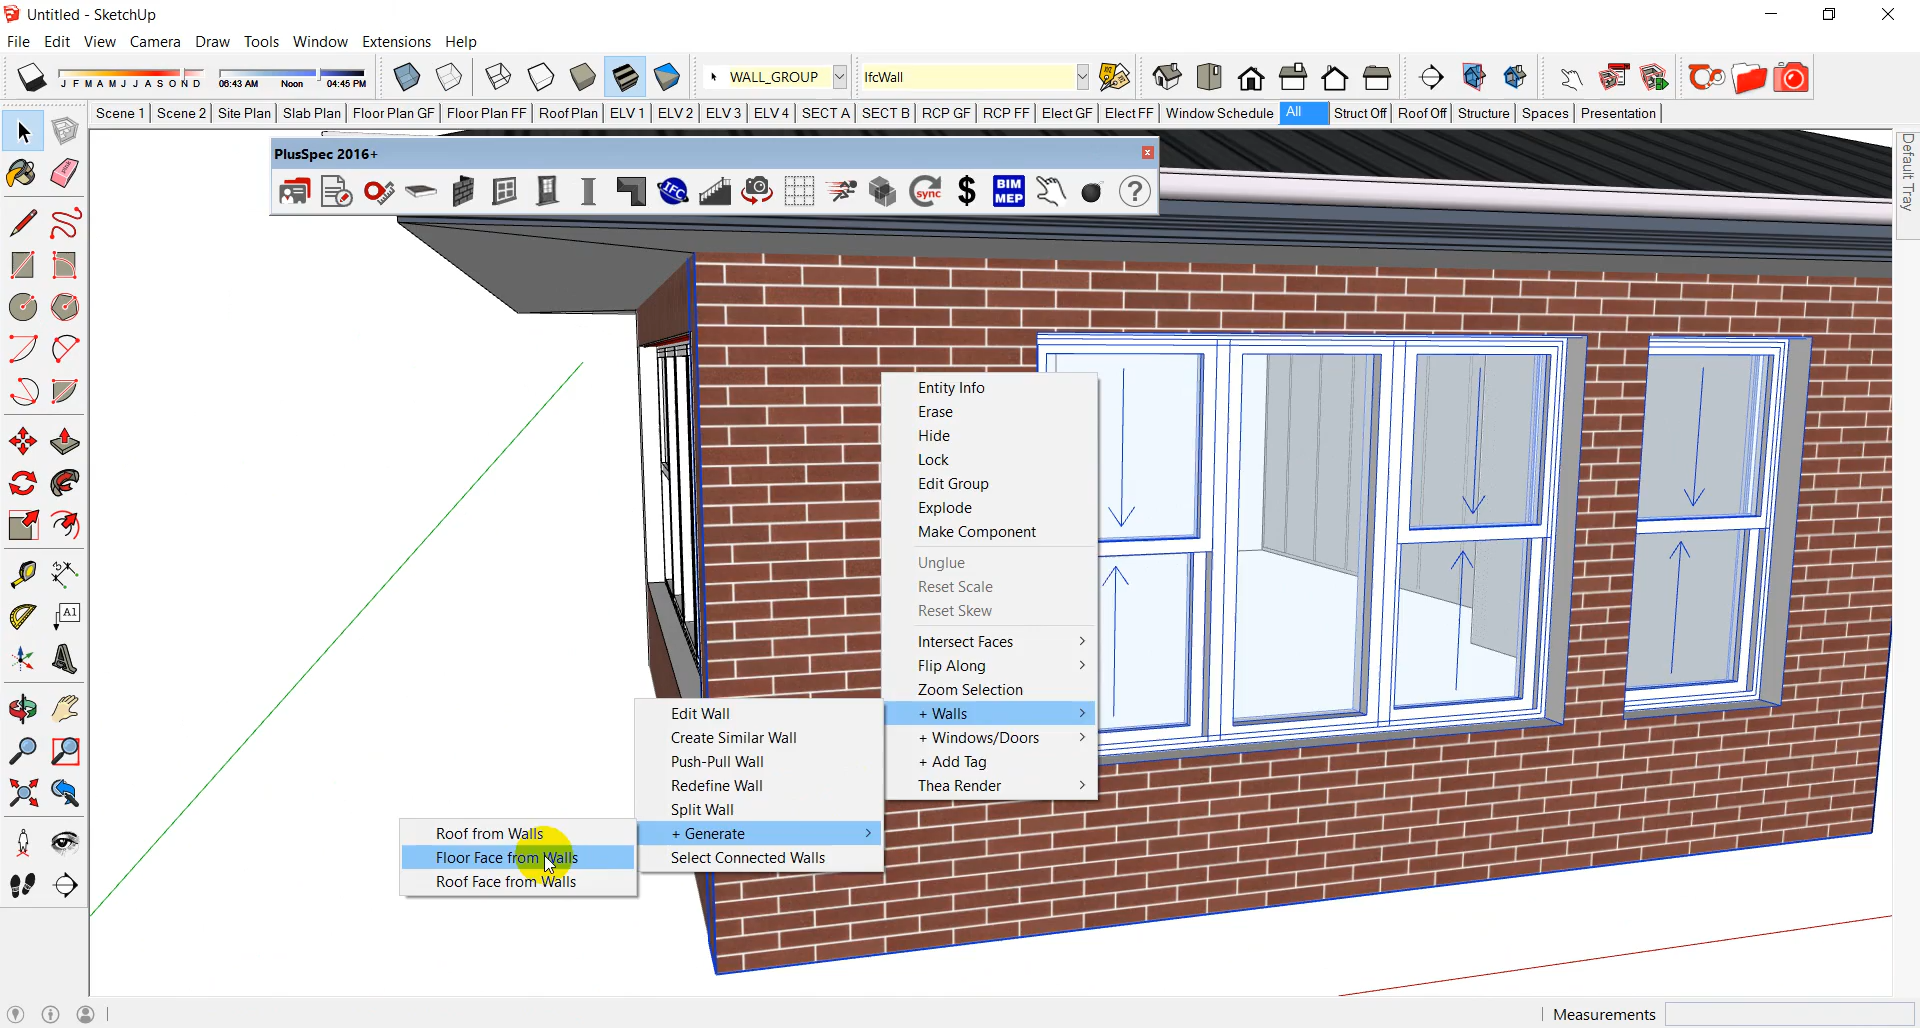 Untitled - SketchUp
File Edit View Camera Draw Tools Window Extensions Help
J F M A M J J A S O N D 06:43 AM Noon 04:45 PM WALL_GROUP IfcWall
Scene 1 Scene 2 Site Plan Slab Plan Floor Plan GF Floor Plan FF Roof Plan ELV 1 ELV 2 ELV 3 ELV 4 SECT A SECT B RCP GF RCP FF Elect GF Elect FF Window Schedule All Struct Off Roof Off Structure Spaces Presentation
Default Tray
PlusSpec 2016+
IFC sync $ BIM MEP ?
A1
Entity Info
Erase
Hide
Lock
Edit Group
Explode
Make Component
Unglue
Reset Scale
Reset Skew
Intersect Faces
Flip Along
Zoom Selection
+ Walls
+ Windows/Doors
+ Add Tag
Thea Render
Edit Wall
Create Similar Wall
Push-Pull Wall
Redefine Wall
Split Wall
+ Generate
Select Connected Walls
Roof from Walls
Floor Face from Walls
Roof Face from Walls
Measurements